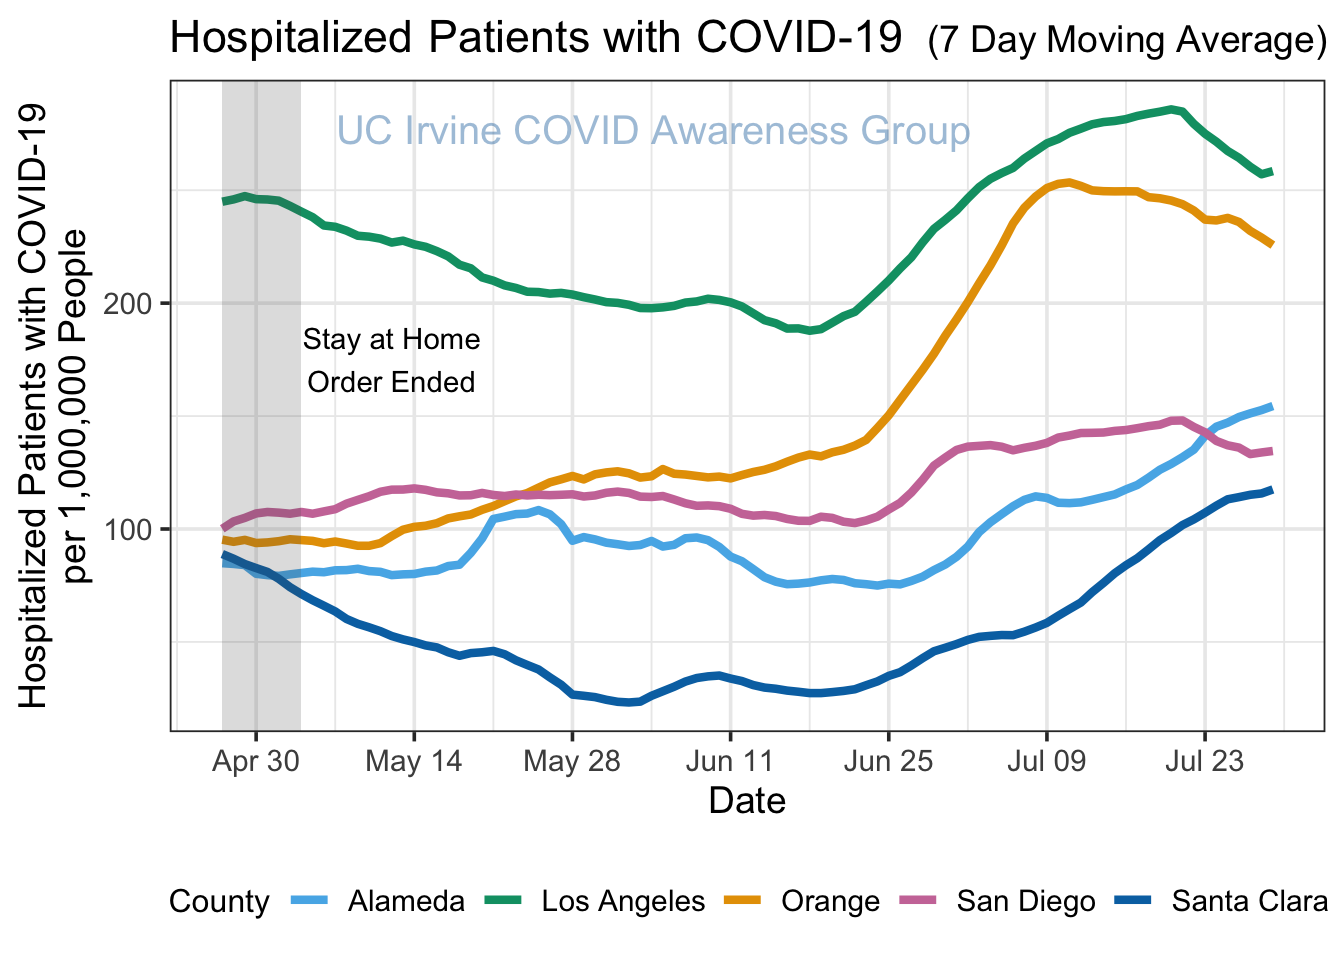 Hospitalized Patients with COVID-19 (7 Day Moving Average)
Hospitalized Patients with COVID-19
per 1,000,000 People
UC Irvine COVID Awareness Group
200
Stay at Home
Order Ended
100
Apr 30 May 14 May 28 Jun 11 Jun 25 Jul 09 Jul 23
Date
County Alameda Los Angeles Orange San Diego Santa Clara